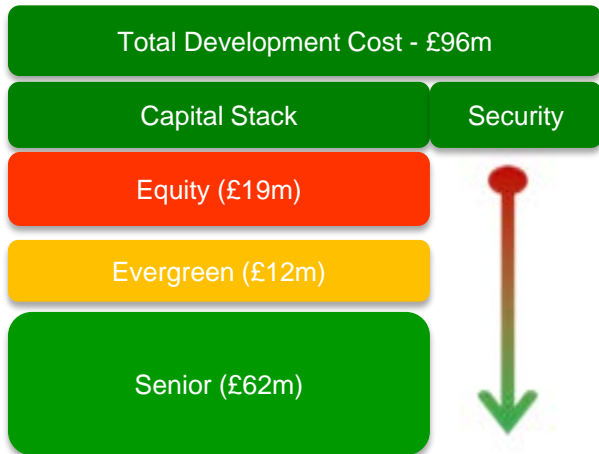 Total Development Cost - £96m
Capital Stack
Security
Equity (£19m)
Evergreen (£12m)
Senior (£62m)